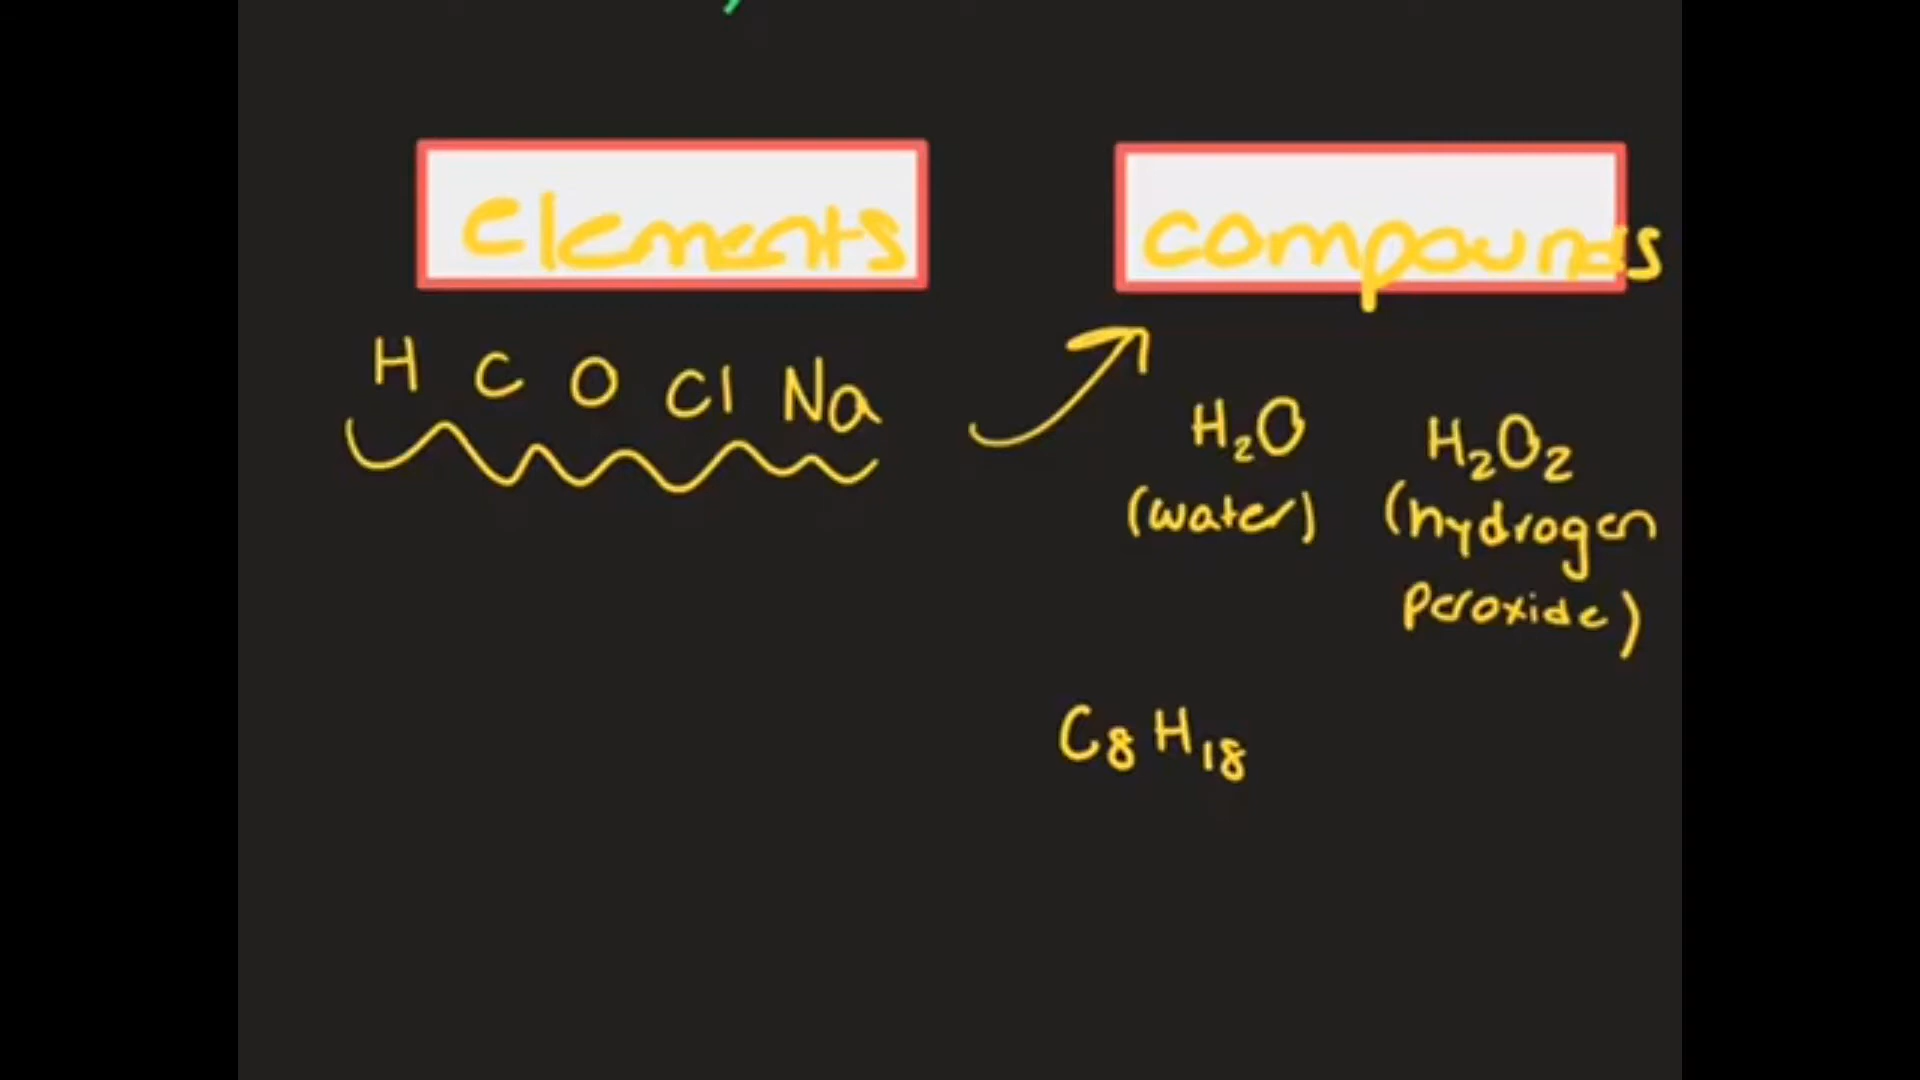 elements
compounds
H C O Cl Na
H₂O
(water)
H₂O₂
(hydrogen
peroxide)
C₈H₁₈